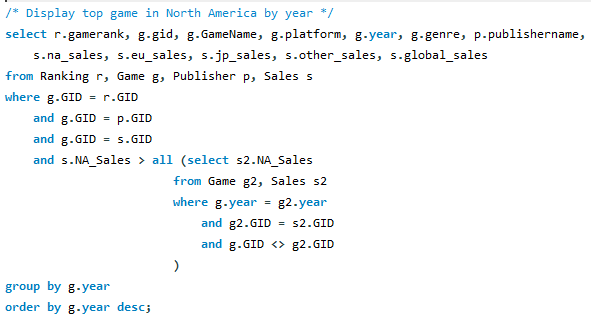 /* Display top game in North America by year */
select r.gamerank, g.gid, g.GameName, g.platform, g.year, g.genre, p.publishername,
s.na_sales, s.eu_sales, s.jp_sales, s.other_sales, s.global_sales
from Ranking r, Game g, Publisher p, Sales s
where g.GID = r.GID
and g.GID = p.GID
and g.GID = s.GID
and s.NA_Sales > all (select s2.NA_Sales
from Game g2, Sales s2
where g.year = g2.year
and g2.GID = s2.GID
and g.GID <> g2.GID
)
group by g.year
order by g.year desc;